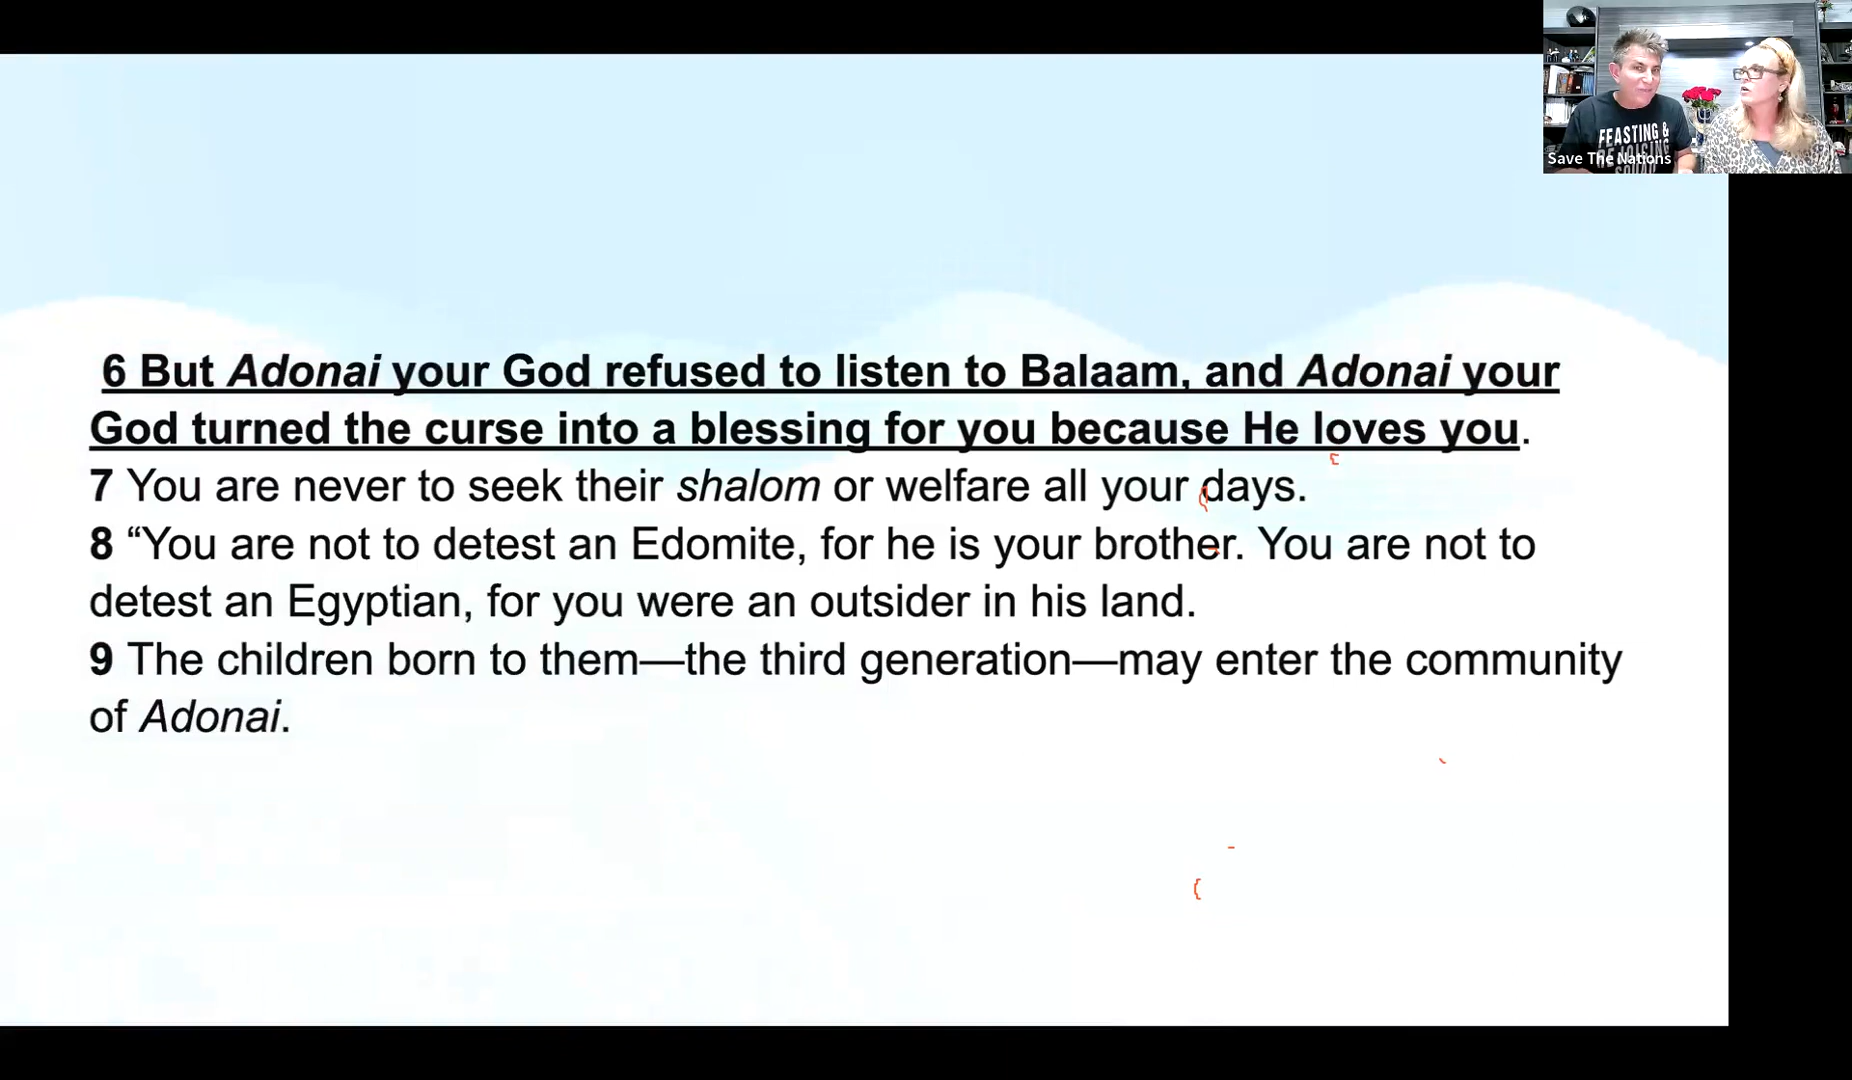 FEASTING &
REJOICING
SQUAD
Save The Nations
6 But Adonai your God refused to listen to Balaam, and Adonai your
God turned the curse into a blessing for you because He loves you.
7 You are never to seek their shalom or welfare all your days.
8 “You are not to detest an Edomite, for he is your brother. You are not to
detest an Egyptian, for you were an outsider in his land.
9 The children born to them—the third generation—may enter the community
of Adonai.